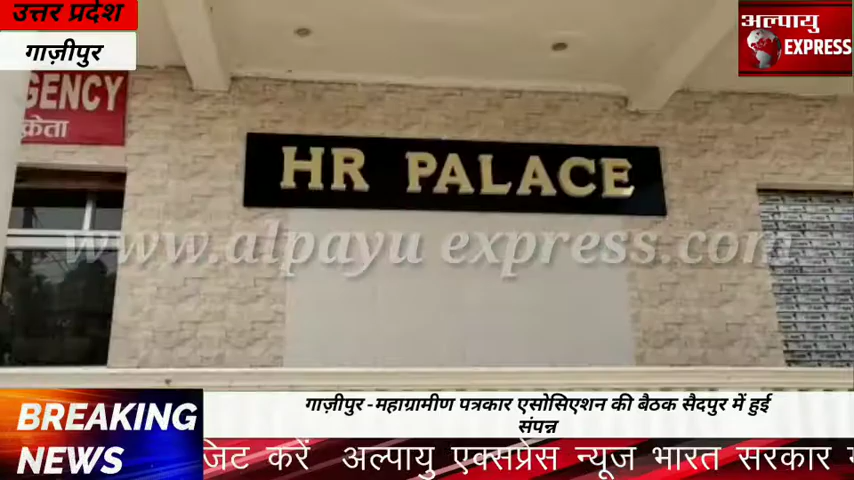 उत्तर प्रदेश
गाज़ीपुर
अल्पायु
EXPRESS
GENCY
क्रेता
HR PALACE
www.alpayu express.com
BREAKING
NEWS
गाज़ीपुर-महाग्रामीण पत्रकार एसोसिएशन की बैठक सैदपुर में हुई
संपन्न
जिट करें अल्पायु एक्सप्रेस न्यूज भारत सरकार